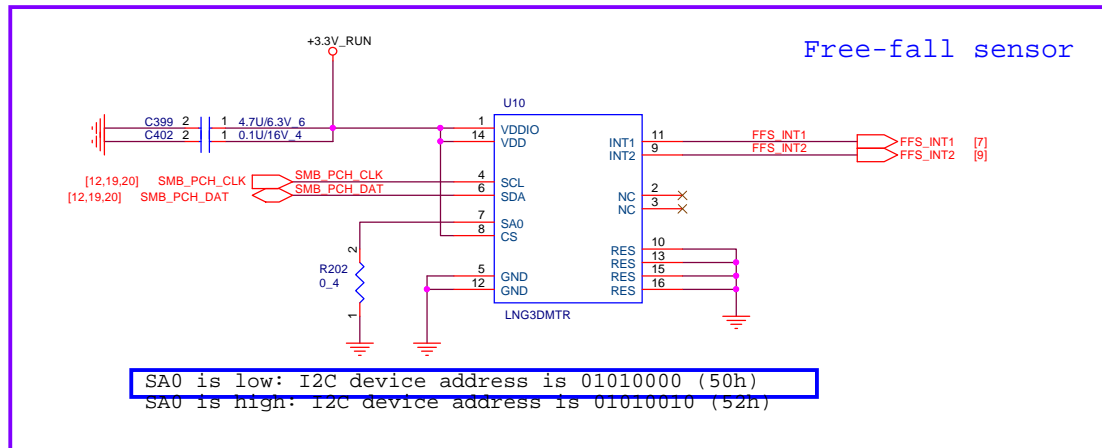 Free-fall sensor
+3.3V_RUN
U10
C399 2 1 4.7U/6.3V_6
C402 2 1 0.1U/16V_4
1 VDDIO
14 VDD
INT1 11 FFS_INT1 FFS_INT1 [7]
INT2 9 FFS_INT2 FFS_INT2 [9]
[12,19,20] SMB_PCH_CLK SMB_PCH_CLK 4 SCL
[12,19,20] SMB_PCH_DAT SMB_PCH_DAT 6 SDA
NC 2
NC 3
7 SA0
8 CS
2
R202
0_4
1
RES 10
RES 13
RES 15
RES 16
5 GND
12 GND
LNG3DMTR
SA0 is low: I2C device address is 01010000 (50h)
SA0 is high: I2C device address is 01010010 (52h)